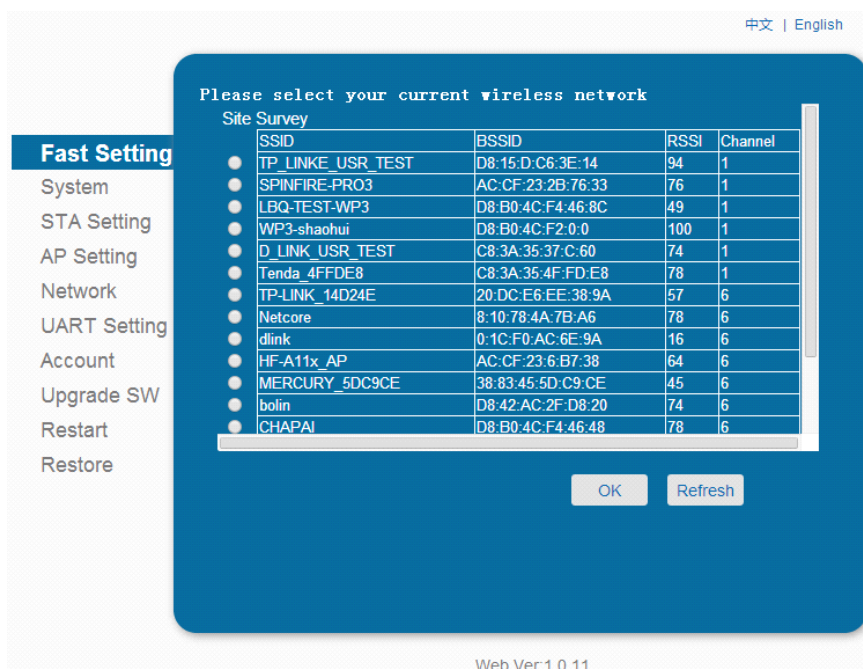 中文 | English
Please select your current wireless network
Site Survey
SSID BSSID RSSI Channel
TP_LINKE_USR_TEST D8:15:D:C6:3E:14 94 1
SPINFIRE-PRO3 AC:CF:23:2B:76:33 76 1
LBQ-TEST-WP3 D8:B0:4C:F4:46:8C 49 1
WP3-shaohui D8:B0:4C:F2:0:0 100 1
D_LINK_USR_TEST C8:3A:35:37:C:60 74 1
Tenda_4FFDE8 C8:3A:35:4F:FD:E8 78 1
TP-LINK_14D24E 20:DC:E6:EE:38:9A 57 6
Netcore 8:10:78:4A:7B:A6 78 6
dlink 0:1C:F0:AC:6E:9A 16 6
HF-A11x_AP AC:CF:23:6:B7:38 64 6
MERCURY_5DC9CE 38:83:45:5D:C9:CE 45 6
bolin D8:42:AC:2F:D8:20 74 6
CHAPAI D8:B0:4C:F4:46:48 78 6
OK Refresh
Fast Setting
System
STA Setting
AP Setting
Network
UART Setting
Account
Upgrade SW
Restart
Restore
Web Ver:1.0.11